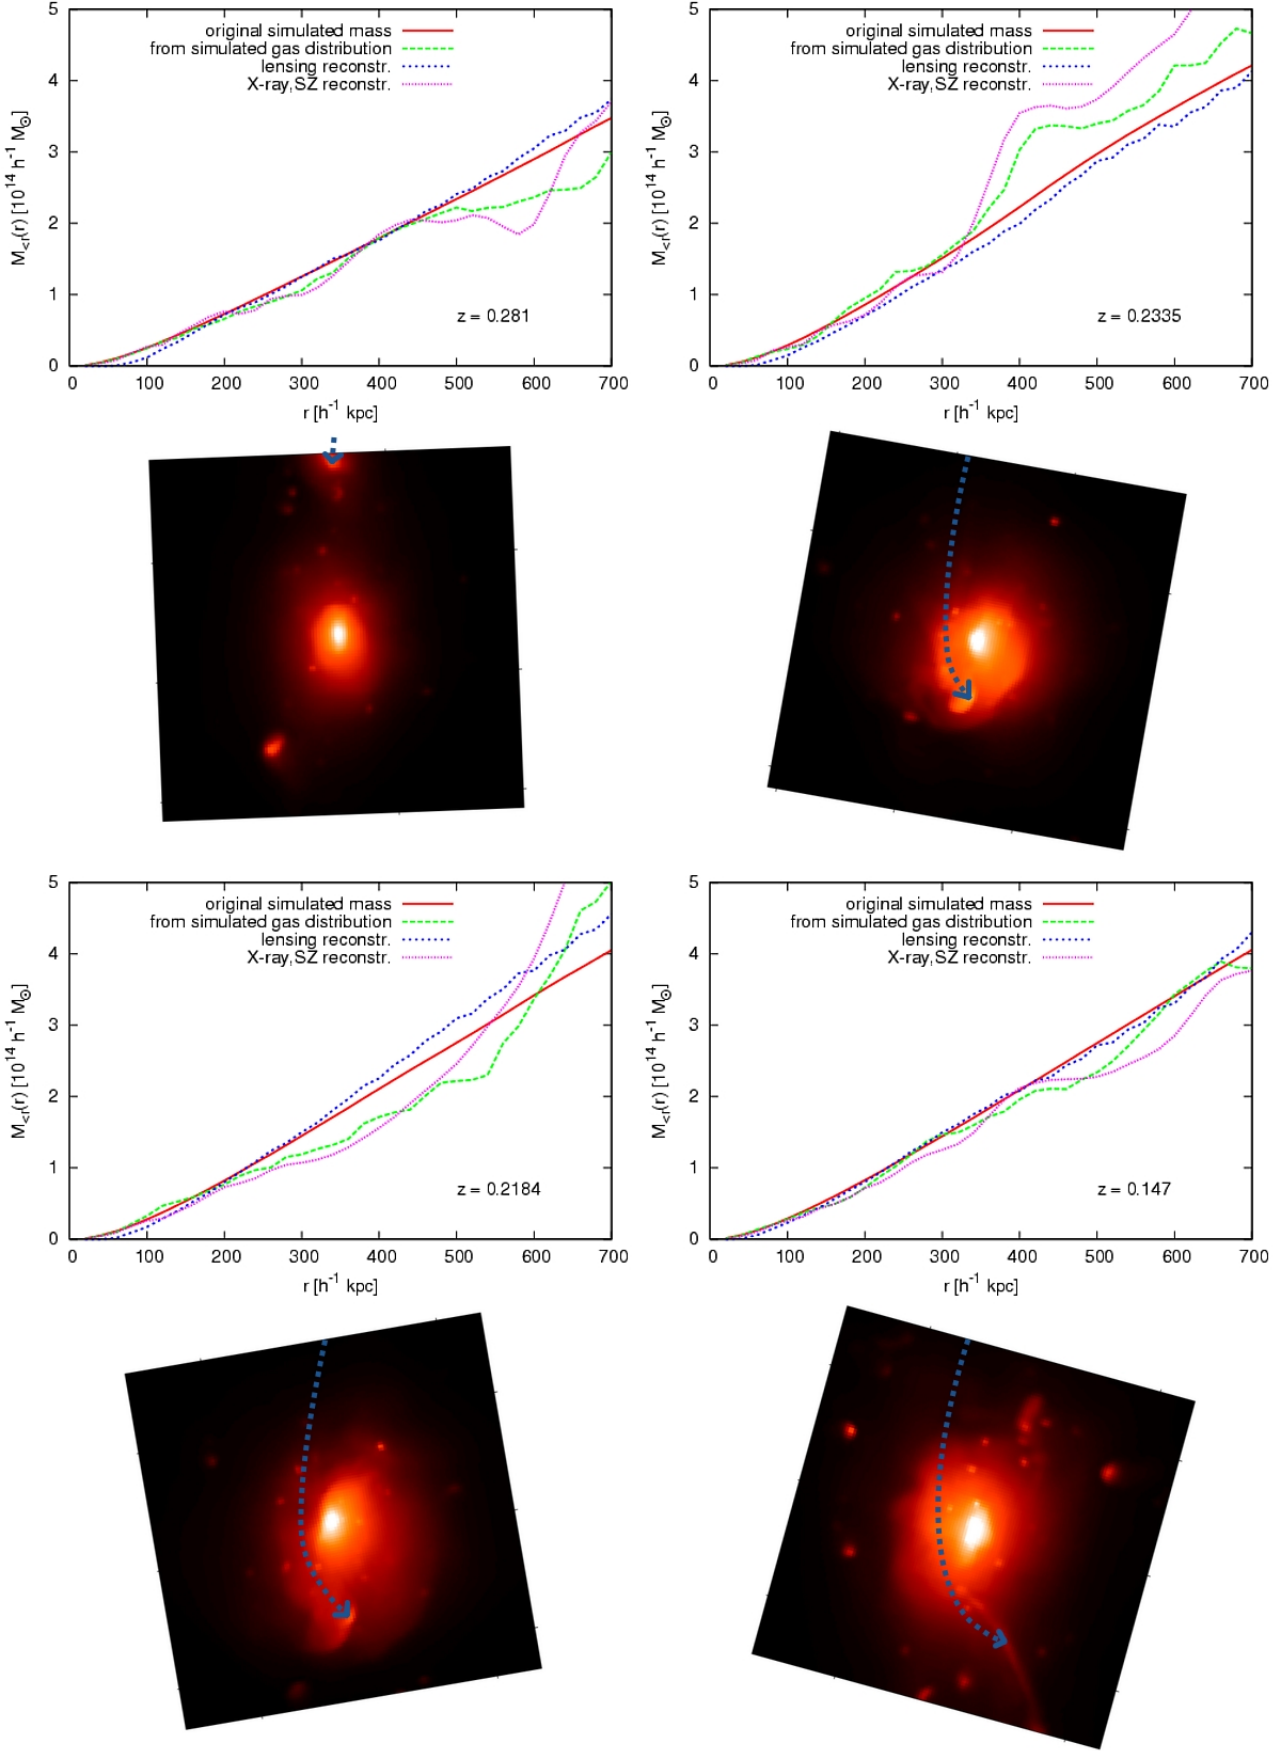 original simulated mass
from simulated gas distribution
lensing reconstr.
X-ray,SZ reconstr.
M<r(r) [10^14 h^-1 M⊙]
5
4
3
2
1
0
z = 0.281
0 100 200 300 400 500 600 700
r [h^-1 kpc]
original simulated mass
from simulated gas distribution
lensing reconstr.
X-ray,SZ reconstr.
M<r(r) [10^14 h^-1 M⊙]
5
4
3
2
1
0
z = 0.2335
0 100 200 300 400 500 600 700
r [h^-1 kpc]
original simulated mass
from simulated gas distribution
lensing reconstr.
X-ray,SZ reconstr.
M<r(r) [10^14 h^-1 M⊙]
5
4
3
2
1
0
z = 0.2184
0 100 200 300 400 500 600 700
r [h^-1 kpc]
original simulated mass
from simulated gas distribution
lensing reconstr.
X-ray,SZ reconstr.
M<r(r) [10^14 h^-1 M⊙]
5
4
3
2
1
0
z = 0.147
0 100 200 300 400 500 600 700
r [h^-1 kpc]